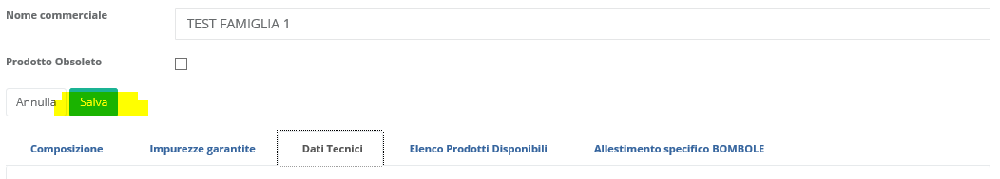 Nome commerciale TEST FAMIGLIA 1
Prodotto Obsoleto
Annulla Salva
Composizione Impurezze garantite Dati Tecnici Elenco Prodotti Disponibili Allestimento specifico BOMBOLE